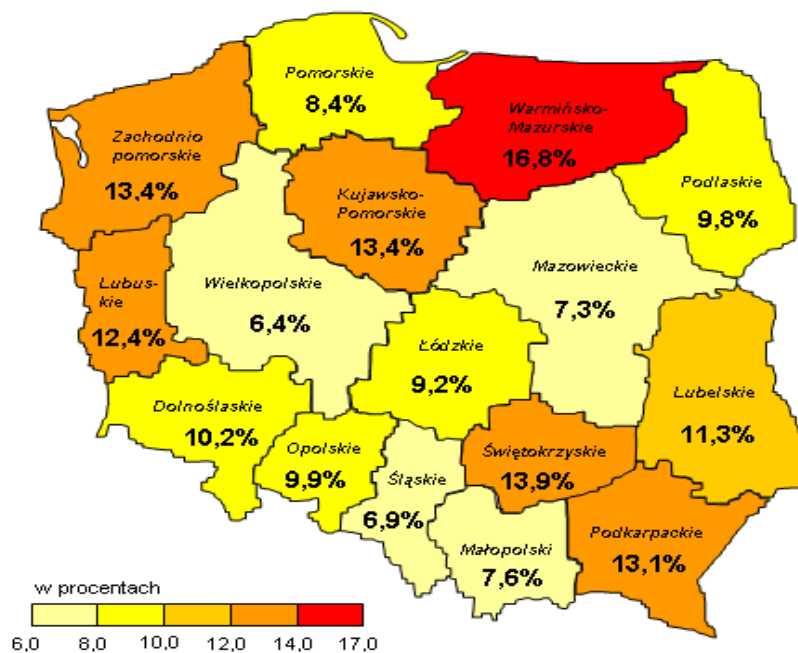 Pomorskie
8,4%
Warmińsko-
Mazurskie
16,8%
Zachodnio
pomorskie
13,4%
Podlaskie
9,8%
Kujawsko-
Pomorskie
13,4%
Mazowieckie
7,3%
Wielkopolskie
6,4%
Lubus-
kie
12,4%
Łódzkie
9,2%
Lubelskie
11,3%
Dolnoślaskie
10,2%
Opolskie
9,9%
Śląskie
6,9%
Świętokrzyskie
13,9%
Małopolski
7,6%
Podkarpackie
13,1%
w procentach
6,0 8,0 10,0 12,0 14,0 17,0